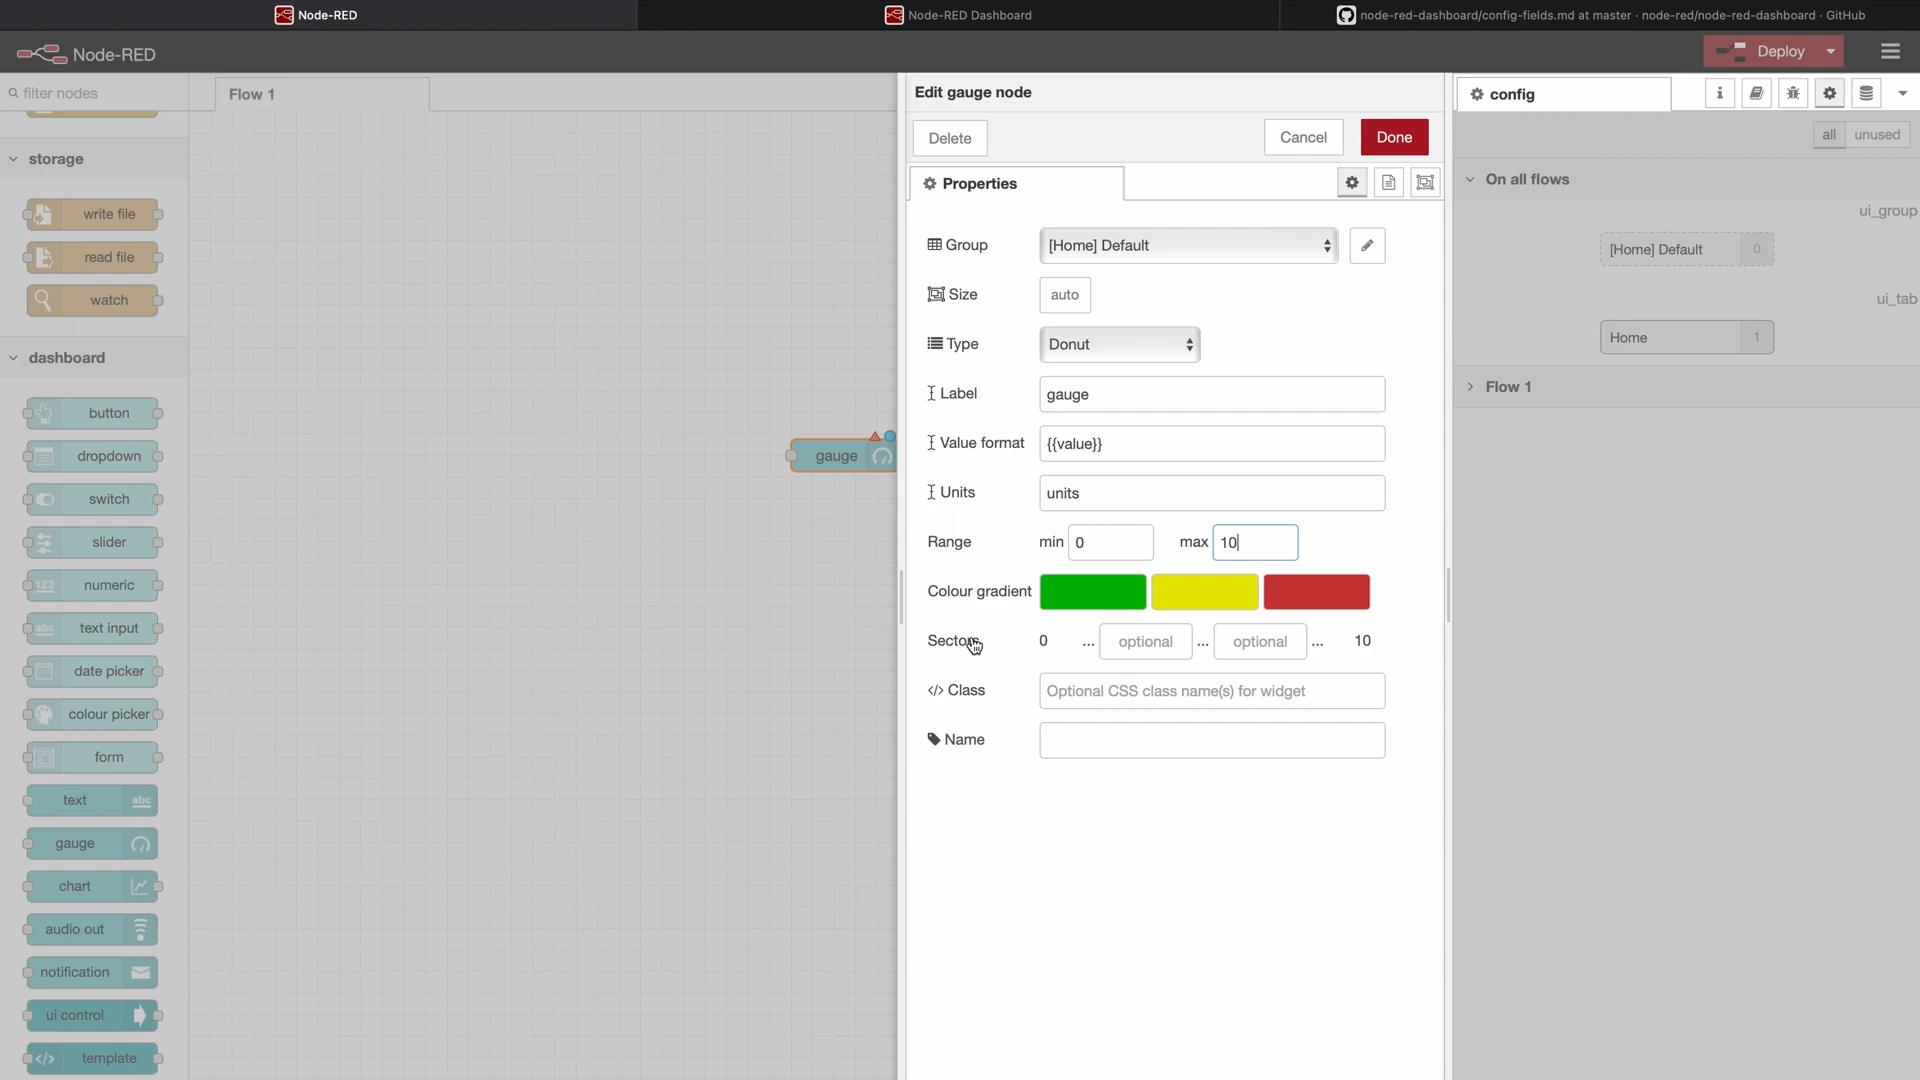 Node-RED
Node-RED Dashboard
node-red-dashboard/config-fields.md at master · node-red/node-red-dashboard · GitHub
Node-RED
Deploy
filter nodes
Flow 1
storage
write file
read file
watch
dashboard
button
dropdown
switch
slider
123 numeric
abc text input
date picker
colour picker
form
text abc
gauge
chart
audio out
notification
ui control
</> template
gauge
Edit gauge node
Delete
Cancel
Done
Properties
Group
[Home] Default
Size
auto
Type
Donut
Label
gauge
Value format
{{value}}
Units
units
Range
min 0
max 10
Colour gradient
Sectors
0 ... optional ... optional ... 10
</> Class
Optional CSS class name(s) for widget
Name
config
i
all
unused
On all flows
ui_group
[Home] Default 0
ui_tab
Home 1
Flow 1